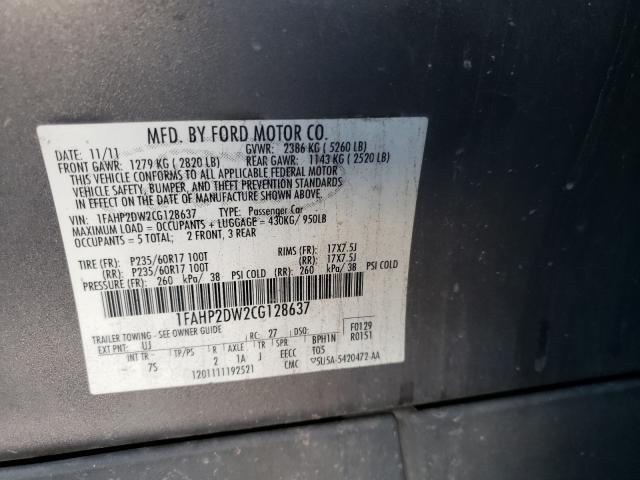 MFD. BY FORD MOTOR CO.
DATE: 11/11 GVWR: 2386 KG ( 5260 LB)
FRONT GAWR: 1279 KG ( 2820 LB) REAR GAWR: 1143 KG ( 2520 LB)
THIS VEHICLE CONFORMS TO ALL APPLICABLE FEDERAL MOTOR
VEHICLE SAFETY, BUMPER, AND THEFT PREVENTION STANDARDS
IN EFFECT ON THE DATE OF MANUFACTURE SHOWN ABOVE.
VIN: 1FAHP2DW2CG128637 TYPE: Passenger Car
MAXIMUM LOAD = OCCUPANTS + LUGGAGE = 430KG/ 950LB
OCCUPANTS = 5 TOTAL; 2 FRONT, 3 REAR
TIRE (FR): P235/60R17 100T RIMS (FR): 17X7.5J
(RR): P235/60R17 100T (RR): 17X7.5J
PRESSURE (FR): 260 kPa/ 38 PSI COLD (RR): 260 kPa/ 38 PSI COLD
1FAHP2DW2CG128637
TRAILER TOWING - SEE OWNER GUIDE RC: 27 DSO: F0129
EXT PNT: UJ R0151
INT TR TP/PS R AXLE TR SPR BPH1N
7S 2 1A J EECC T05
1201111192521 CMC 5U5A-5420472-AA